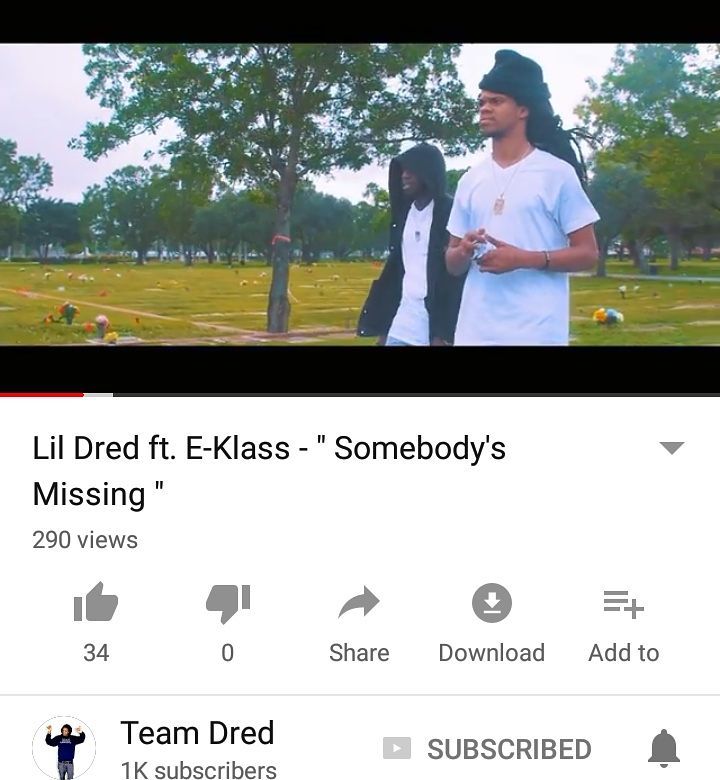 Lil Dred ft. E-Klass - " Somebody's
Missing "
290 views
34
0
Share
Download
Add to
Team Dred
SUBSCRIBED
1K subscribers